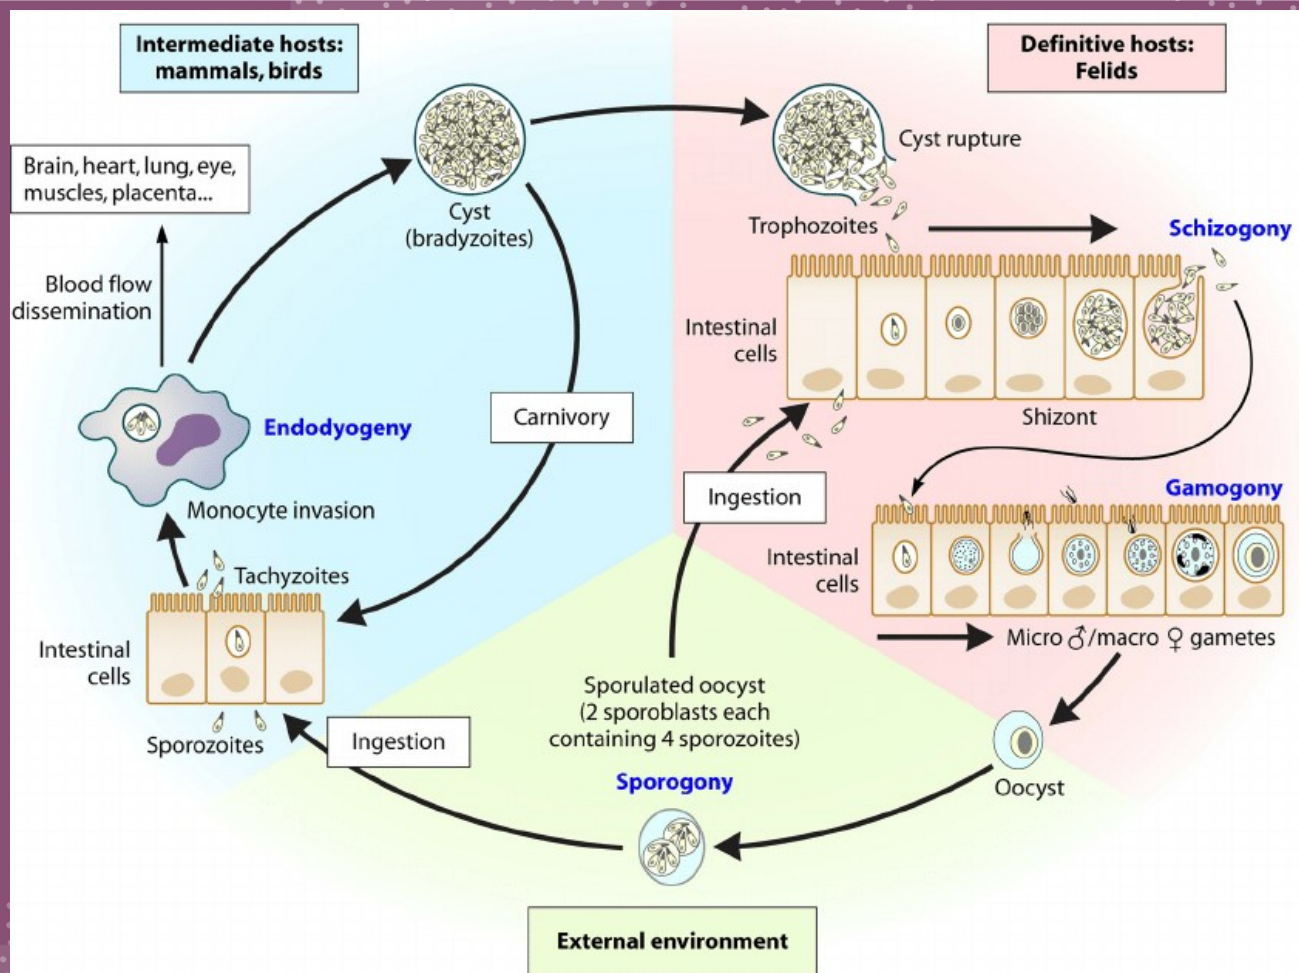 Intermediate hosts:
mammals, birds
Definitive hosts:
Felids
Brain, heart, lung, eye,
muscles, placenta...
Cyst
(bradyzoites)
Cyst rupture
Trophozoites
Schizogony
Blood flow
dissemination
Intestinal
cells
Shizont
Carnivory
Endodyogeny
Monocyte invasion
Ingestion
Gamogony
Intestinal
cells
Micro ♂/macro ♀ gametes
Tachyzoites
Intestinal
cells
Sporozoites
Ingestion
Sporulated oocyst
(2 sporoblasts each
containing 4 sporozoites)
Sporogony
Oocyst
External environment